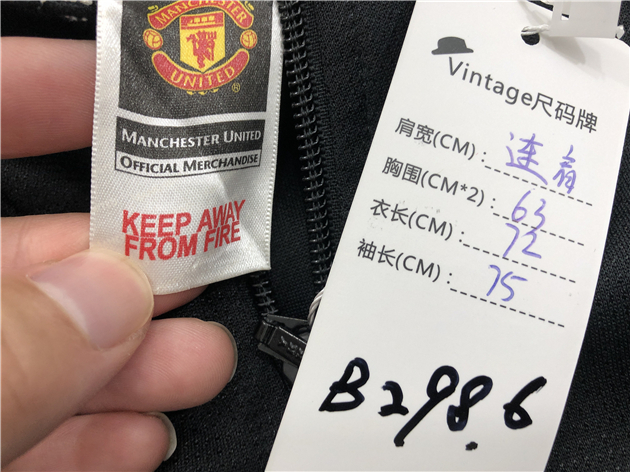 MANCHESTER
UNITED
®
MANCHESTER UNITED
OFFICIAL MERCHANDISE
KEEP AWAY
FROM FIRE
Vintage尺码牌
肩宽(CM):连肩
胸围(CM*2):63
衣长(CM):72
袖长(CM):75
B298.6